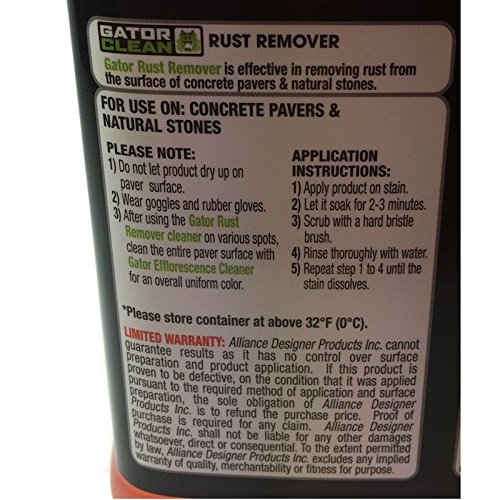 GATOR CLEAN RUST REMOVER
Gator Rust Remover is effective in removing rust from
the surface of concrete pavers & natural stones.
FOR USE ON: CONCRETE PAVERS &
NATURAL STONES
PLEASE NOTE:
1) Do not let product dry up on
paver surface.
2) Wear goggles and rubber gloves.
3) After using the Gator Rust
Remover cleaner on various spots,
clean the entire paver surface with
Gator Efflorescence Cleaner
for an overall uniform color.
APPLICATION
INSTRUCTIONS:
1) Apply product on stain.
2) Let it soak for 2-3 minutes.
3) Scrub with a hard bristle
brush.
4) Rinse thoroughly with water.
5) Repeat step 1 to 4 until the
stain dissolves.
*Please store container at above 32°F (0°C).
LIMITED WARRANTY: Alliance Designer Products Inc. cannot
guarantee results as it has no control over surface
preparation and product application. If this product is
proven to be defective, on the condition that it was applied
pursuant to the required method of application and surface
preparation, the sole obligation of Alliance Designer
Products Inc. is to refund the purchase price. Proof of
purchase is required for any claim. Alliance Designer
Products Inc. shall not be liable for any other damages
whatsoever, direct or consequential. To the extent permitted
by law, Alliance Designer Products Inc. excludes any implied
warranty of quality, merchantability or fitness for purpose.